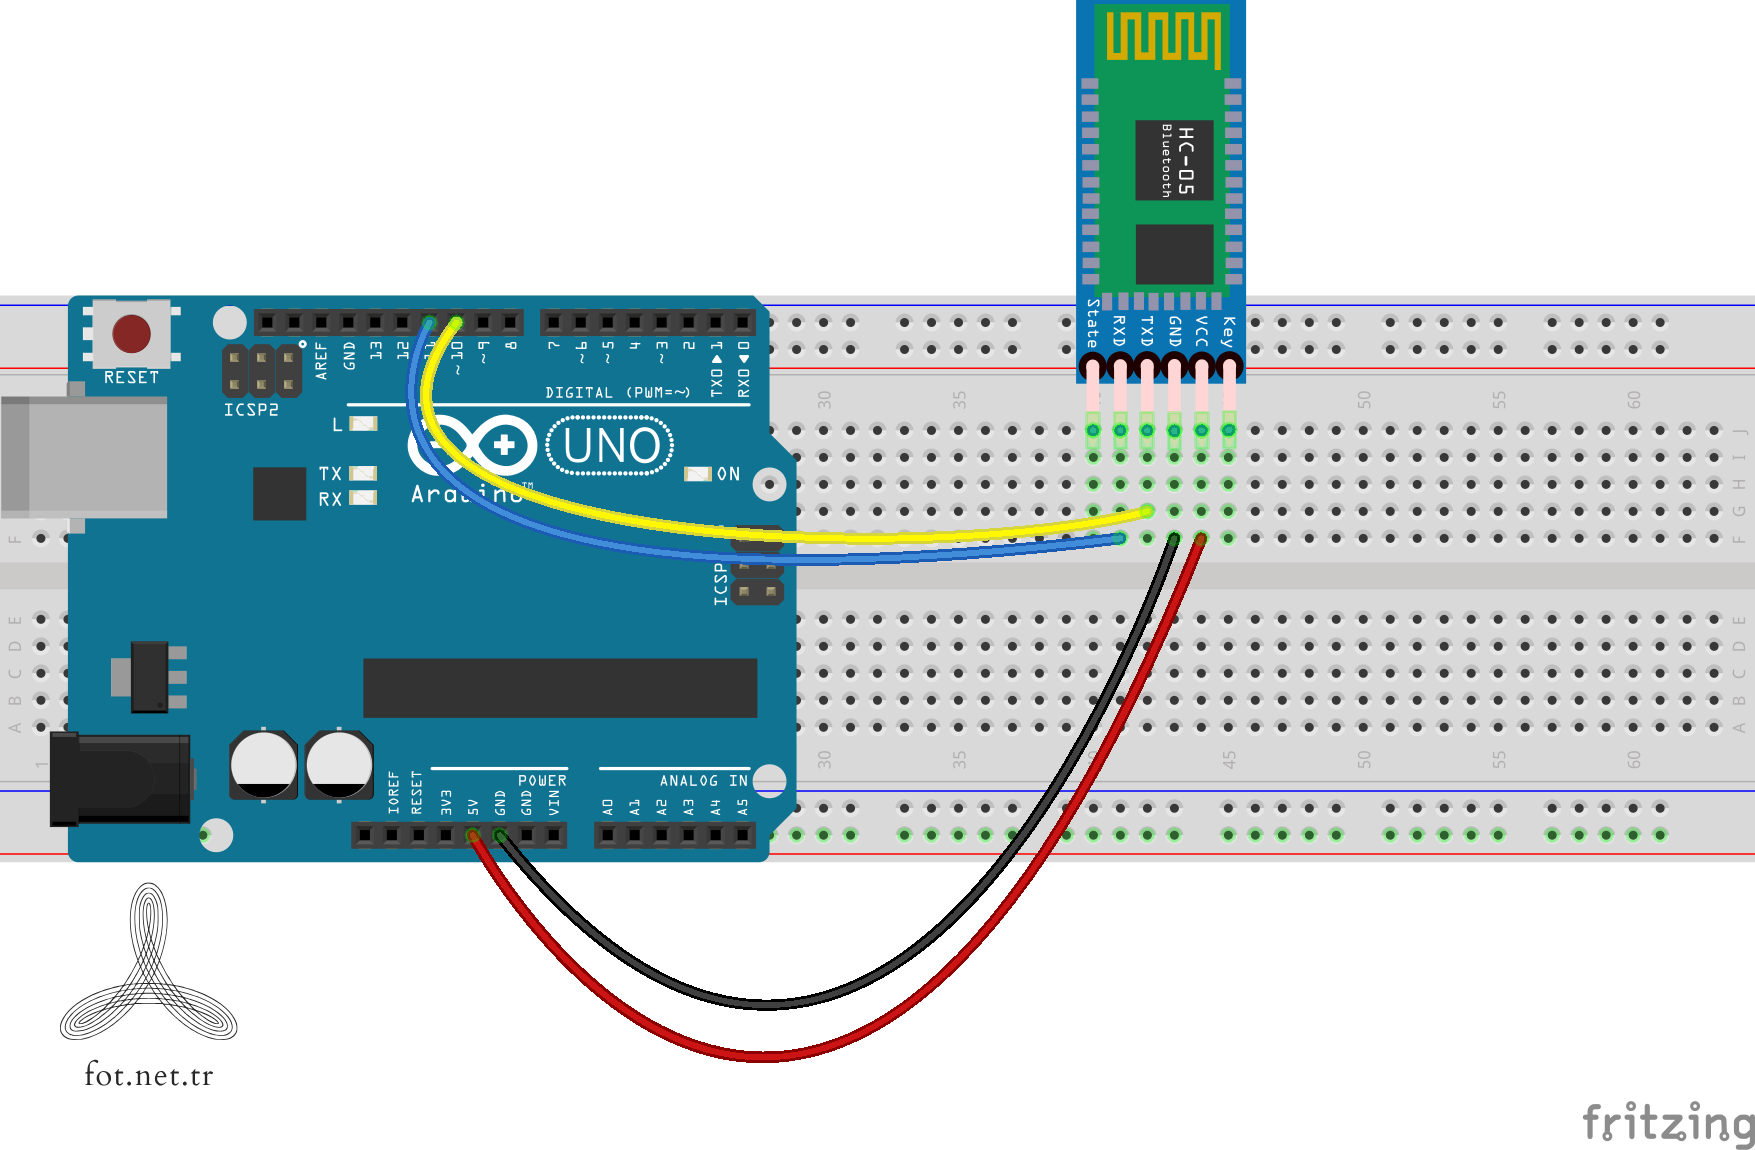 HC-05
Bluetooth
State
RXD
TXD
GND
VCC
Key
RESET
ICSP2
AREF
GND
13
12
11
~10
~9
8
7
~6
~5
4
~3
2
TX0▶1
RX0◀0
DIGITAL (PWM=~)
L
TX
RX
UNO
ON
Arduino™
ICSP
30
35
50
55
60
J
I
H
G
F
F
E
D
C
B
A
E
D
C
B
A
1
30
35
45
50
55
60
POWER
ANALOG IN
IOREF
RESET
3V3
5V
GND
GND
VIN
A0
A1
A2
A3
A4
A5
fot.net.tr
fritzing